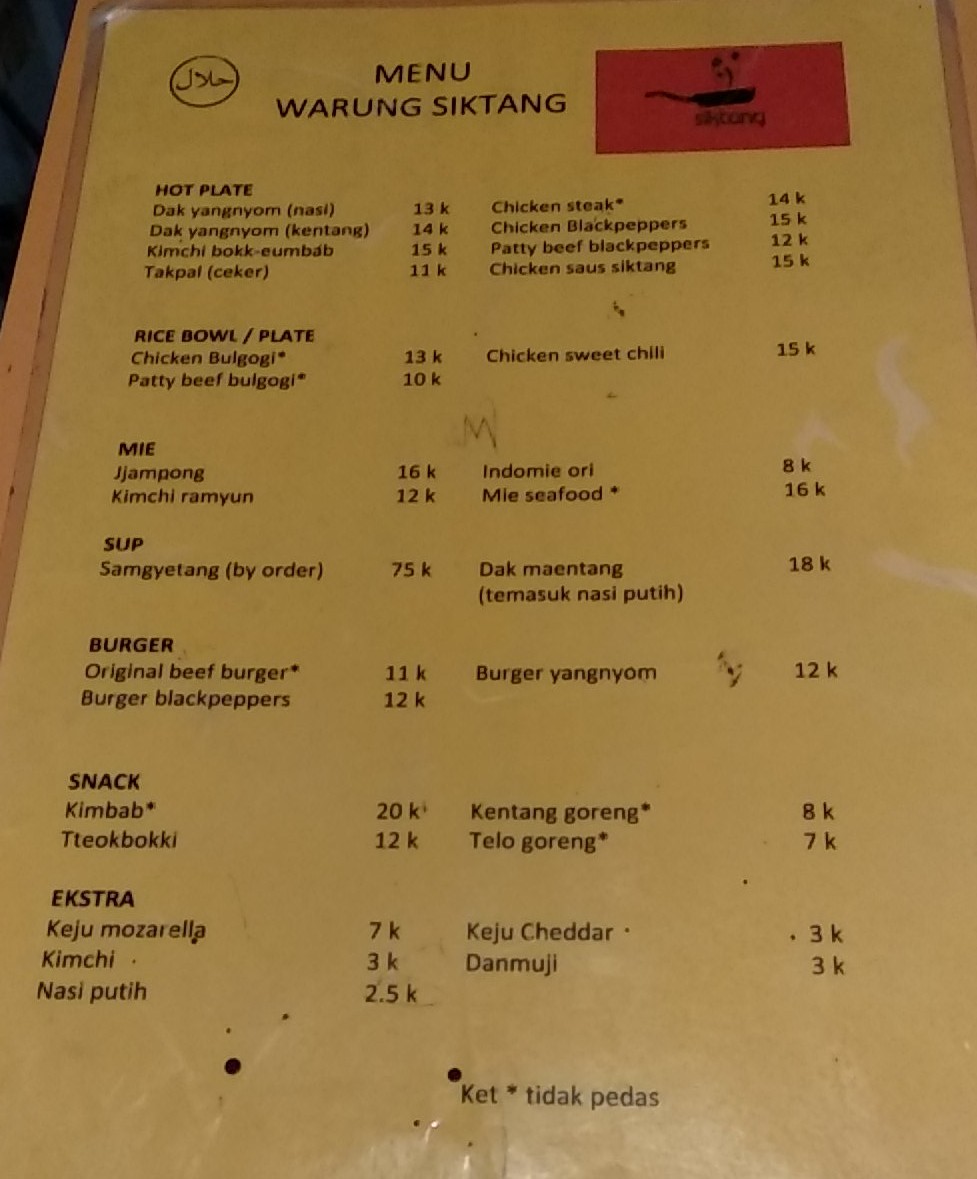 حلال
MENU
WARUNG SIKTANG
siktang
HOT PLATE
Dak yangnyom (nasi) 13 k Chicken steak* 14 k
Dak yangnyom (kentang) 14 k Chicken Blackpeppers 15 k
Kimchi bokk-eumbab 15 k Patty beef blackpeppers 12 k
Takpal (ceker) 11 k Chicken saus siktang 15 k
RICE BOWL / PLATE
Chicken Bulgogi* 13 k Chicken sweet chili 15 k
Patty beef bulgogi* 10 k
M
MIE
Jjampong 16 k Indomie ori 8 k
Kimchi ramyun 12 k Mie seafood * 16 k
SUP
Samgyetang (by order) 75 k Dak maentang 18 k
(temasuk nasi putih)
BURGER
Original beef burger* 11 k Burger yangnyom 12 k
Burger blackpeppers 12 k
SNACK
Kimbab* 20 k Kentang goreng* 8 k
Tteokbokki 12 k Telo goreng* 7 k
EKSTRA
Keju mozarella 7 k Keju Cheddar 3 k
Kimchi 3 k Danmuji 3 k
Nasi putih 2.5 k
Ket * tidak pedas